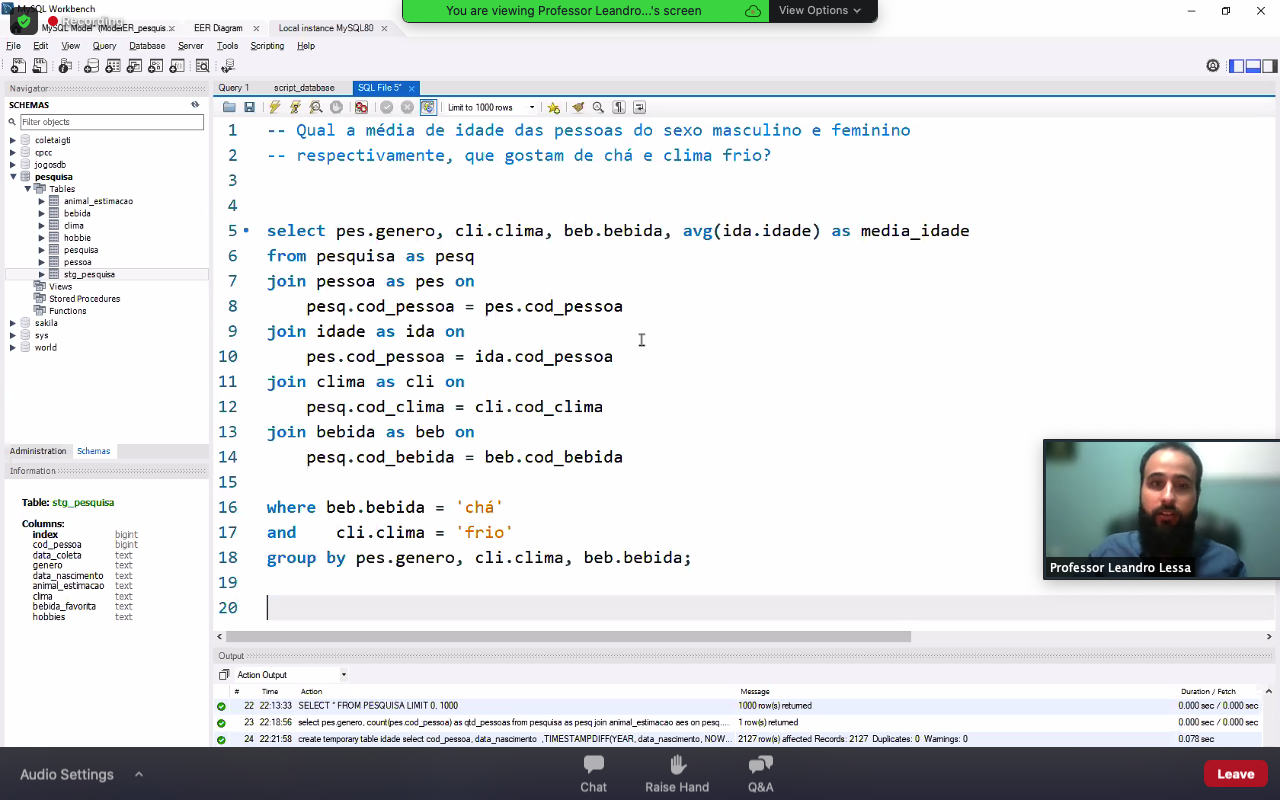 MySQL Workbench
Recording
You are viewing Professor Leandro...'s screen
View Options
MySQL Model* (ModerER_pesquis...
EER Diagram
Local instance MySQL80
File Edit View Query Database Server Tools Scripting Help
Navigator
SCHEMAS
Filter objects
coletaigti
cpcc
jogosdb
pesquisa
Tables
animal_estimacao
bebida
clima
hobbie
pesquisa
pessoa
stg_pesquisa
Views
Stored Procedures
Functions
sakila
sys
world
Administration Schemas
Information
Table: stg_pesquisa
Columns:
index bigint
cod_pessoa bigint
data_coleta text
genero text
data_nascimento text
animal_estimacao text
clima text
bebida_favorita text
hobbies text
Query 1 script_database SQL File 5*
Limit to 1000 rows
1 -- Qual a média de idade das pessoas do sexo masculino e feminino
2 -- respectivamente, que gostam de chá e clima frio?
3
4
5 select pes.genero, cli.clima, beb.bebida, avg(ida.idade) as media_idade
6 from pesquisa as pesq
7 join pessoa as pes on
8 pesq.cod_pessoa = pes.cod_pessoa
9 join idade as ida on
10 pes.cod_pessoa = ida.cod_pessoa
11 join clima as cli on
12 pesq.cod_clima = cli.cod_clima
13 join bebida as beb on
14 pesq.cod_bebida = beb.cod_bebida
15
16 where beb.bebida = 'chá'
17 and cli.clima = 'frio'
18 group by pes.genero, cli.clima, beb.bebida;
19
20
Professor Leandro Lessa
Output
Action Output
# Time Action Message Duration / Fetch
22 22:13:33 SELECT * FROM PESQUISA LIMIT 0, 1000 1000 row(s) returned 0.000 sec / 0.000 sec
23 22:18:56 select pes.genero, count(pes.cod_pessoa) as qtd_pessoas from pesquisa as pesq join animal_estimacao aes on pesq.... 1 row(s) returned 0.000 sec / 0.000 sec
24 22:21:58 create temporary table idade select cod_pessoa, data_nascimento ,TIMESTAMPDIFF(YEAR, data_nascimento, NOW... 2127 row(s) affected Records: 2127 Duplicates: 0 Warnings: 0 0.078 sec
Audio Settings
Chat
Raise Hand
Q&A
Leave